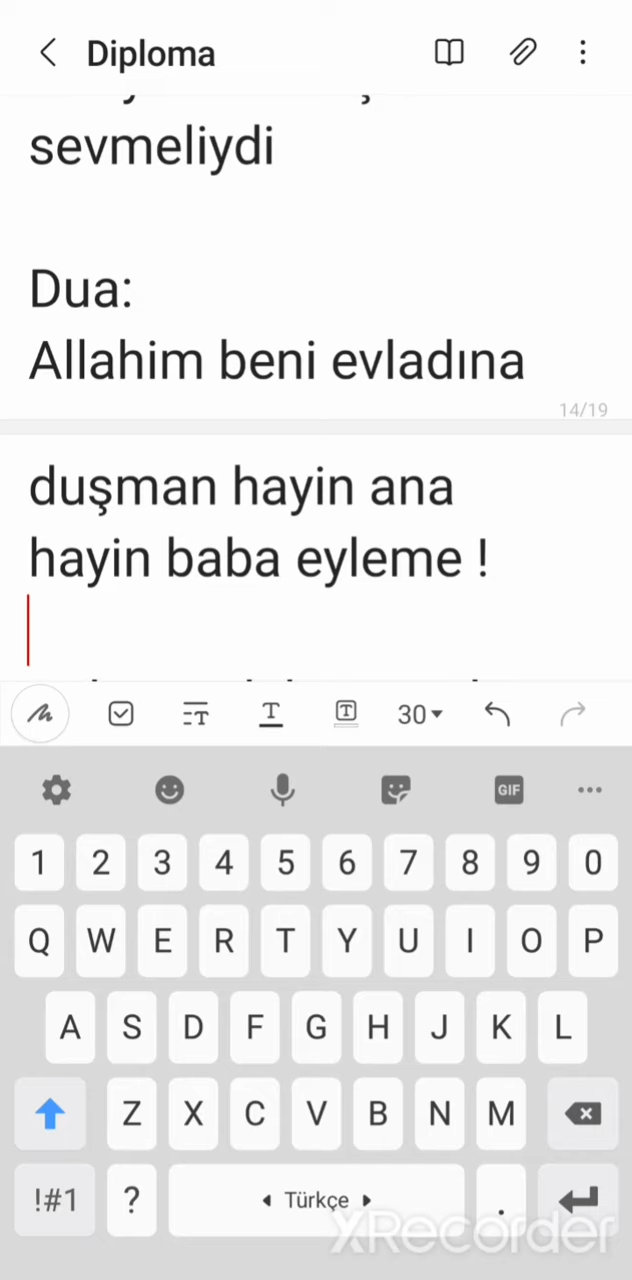 Diploma
sevmeliydi
Dua:
Allahim beni evladına
14/19
duşman hayin ana
hayin baba eyleme !
30
GIF
1 2 3 4 5 6 7 8 9 0
Q W E R T Y U I O P
A S D F G H J K L
Z X C V B N M
!#1 ? Türkçe .
XRecorder